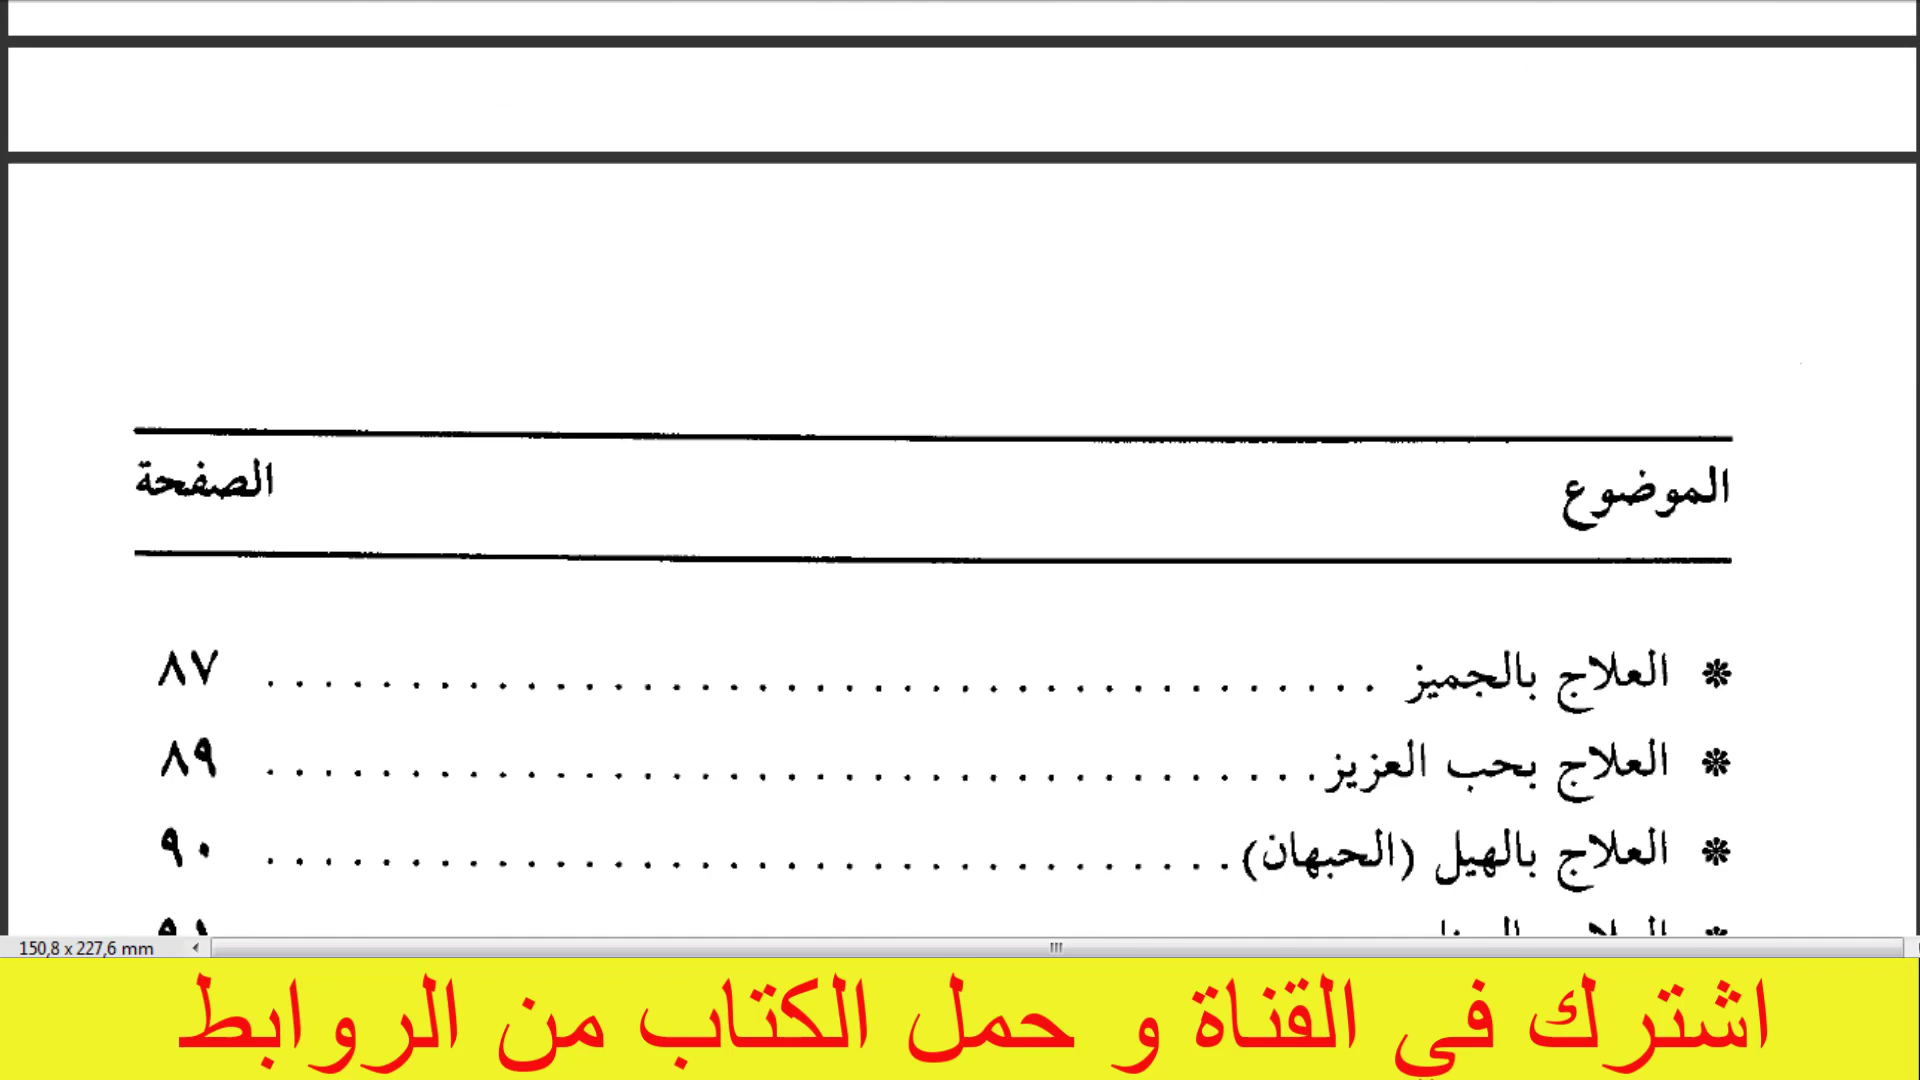 الموضوع الصفحة
* العلاج بالجميز ........................................ ٨٧
* العلاج بحب العزيز ..................................... ٨٩
* العلاج بالهيل (الحبهان) .................................. ٩٠
150,8 x 227,6 mm
اشترك في القناة و حمل الكتاب من الروابط